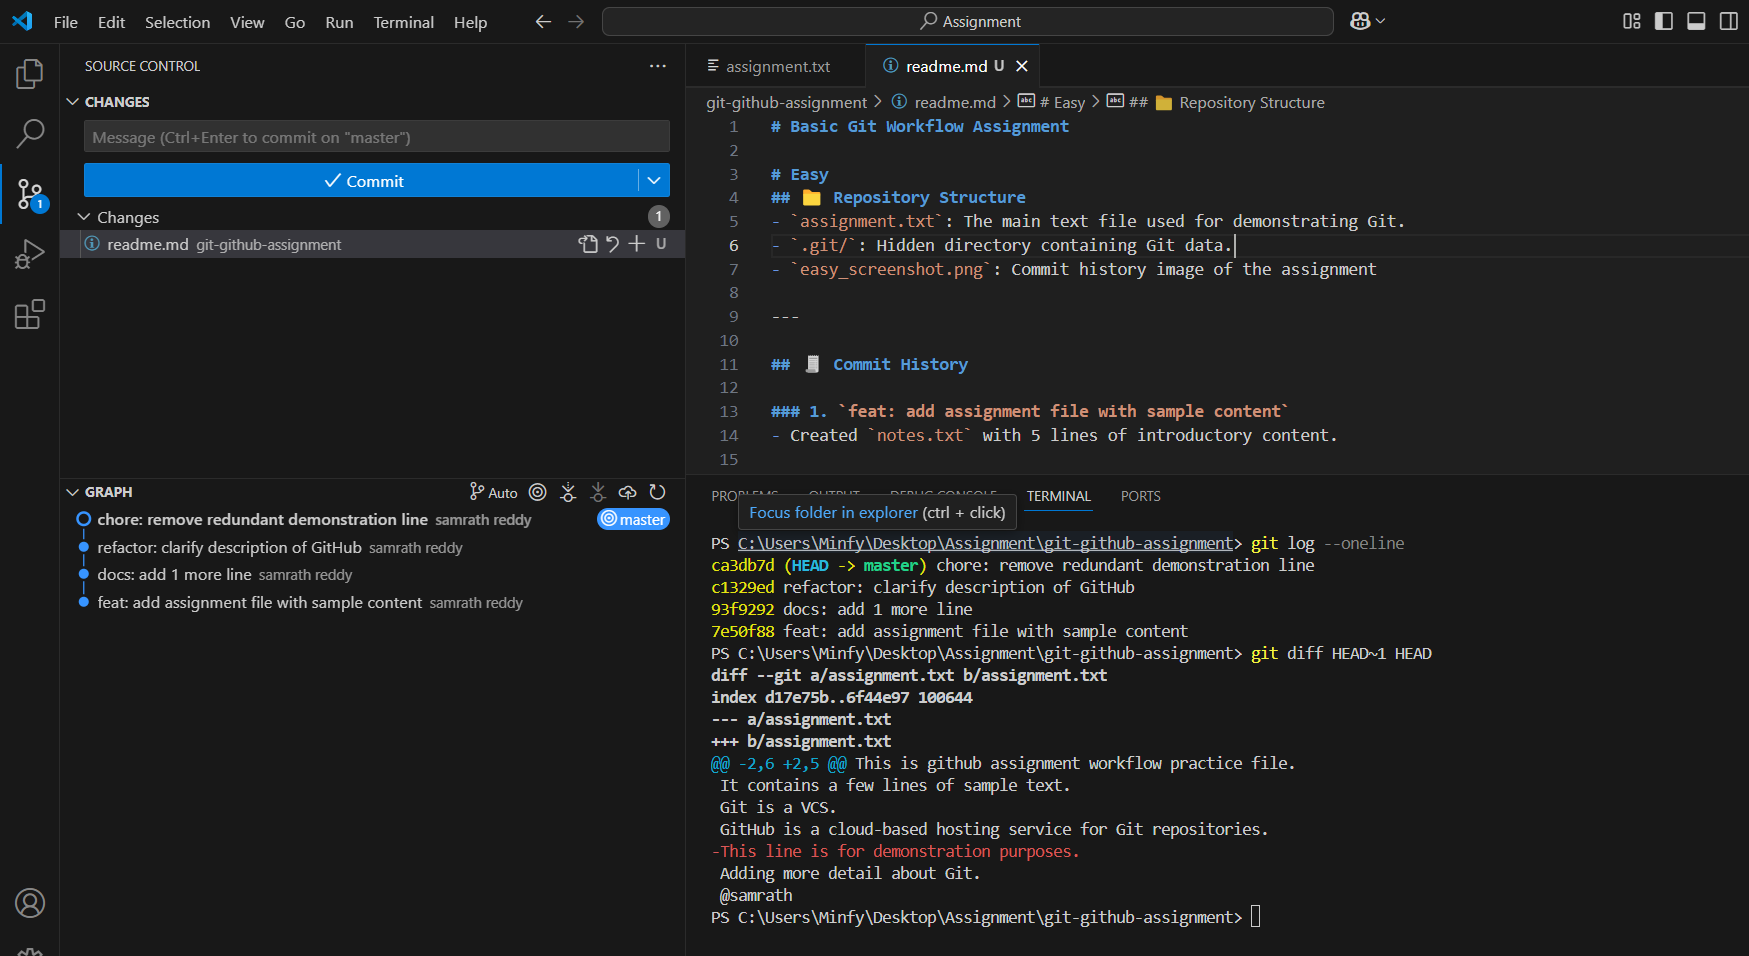 File Edit Selection View Go Run Terminal Help
Assignment
SOURCE CONTROL
CHANGES
Message (Ctrl+Enter to commit on "master")
Commit
Changes 1
readme.md git-github-assignment U
1
GRAPH Auto
chore: remove redundant demonstration line samrath reddy master
refactor: clarify description of GitHub samrath reddy
docs: add 1 more line samrath reddy
feat: add assignment file with sample content samrath reddy
assignment.txt readme.md U
git-github-assignment > readme.md > # Easy > ## 📁 Repository Structure
1 # Basic Git Workflow Assignment
2
3 # Easy
4 ## 📁 Repository Structure
5 - `assignment.txt`: The main text file used for demonstrating Git.
6 - `.git/`: Hidden directory containing Git data.
7 - `easy_screenshot.png`: Commit history image of the assignment
8
9 ---
10
11 ## 🧾 Commit History
12
13 ### 1. `feat: add assignment file with sample content`
14 - Created `notes.txt` with 5 lines of introductory content.
15
PROBLEMS OUTPUT DEBUG CONSOLE TERMINAL PORTS
Focus folder in explorer (ctrl + click)
PS C:\Users\Minfy\Desktop\Assignment\git-github-assignment> git log --oneline
ca3db7d (HEAD -> master) chore: remove redundant demonstration line
c1329ed refactor: clarify description of GitHub
93f9292 docs: add 1 more line
7e50f88 feat: add assignment file with sample content
PS C:\Users\Minfy\Desktop\Assignment\git-github-assignment> git diff HEAD~1 HEAD
diff --git a/assignment.txt b/assignment.txt
index d17e75b..6f44e97 100644
--- a/assignment.txt
+++ b/assignment.txt
@@ -2,6 +2,5 @@ This is github assignment workflow practice file.
It contains a few lines of sample text.
Git is a VCS.
GitHub is a cloud-based hosting service for Git repositories.
-This line is for demonstration purposes.
Adding more detail about Git.
@samrath
PS C:\Users\Minfy\Desktop\Assignment\git-github-assignment>